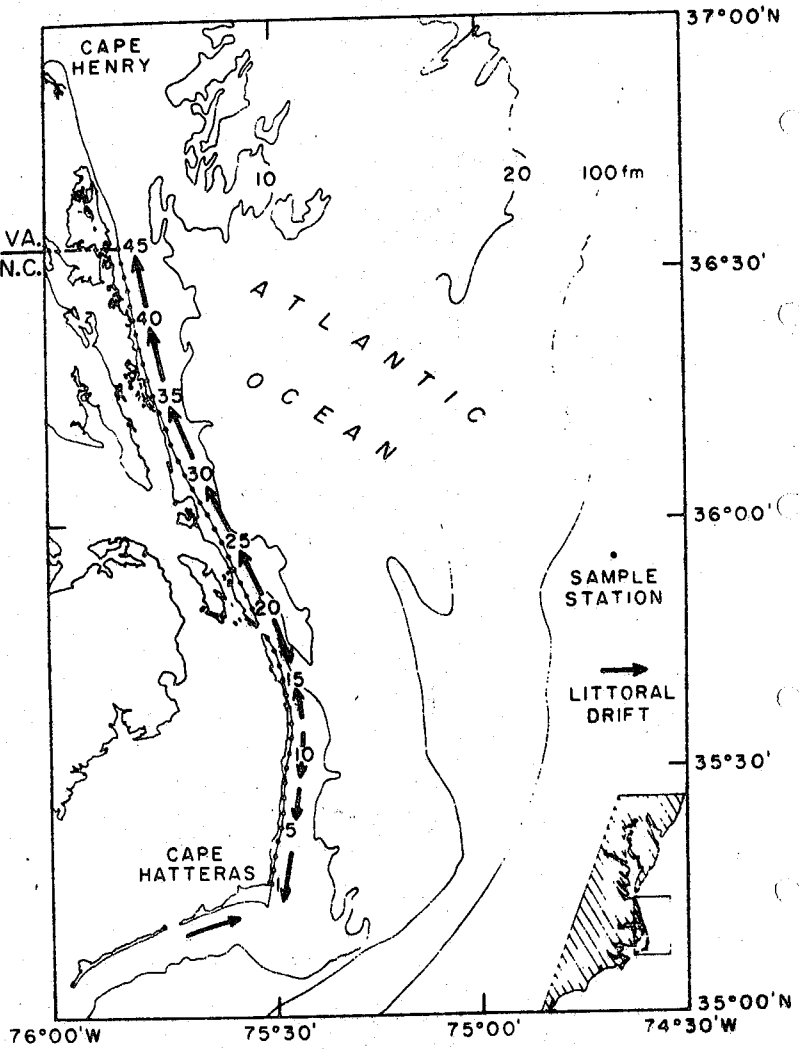 37°00'N
CAPE
HENRY
10
20
100fm
VA.
N.C.
45
36°30'
40
ATLANTIC
35
OCEAN
30
36°00'
25
SAMPLE
STATION
20
15
LITTORAL
DRIFT
10
35°30'
5
CAPE
HATTERAS
35°00'N
76°00'W
75°30'
75°00'
74°30'W